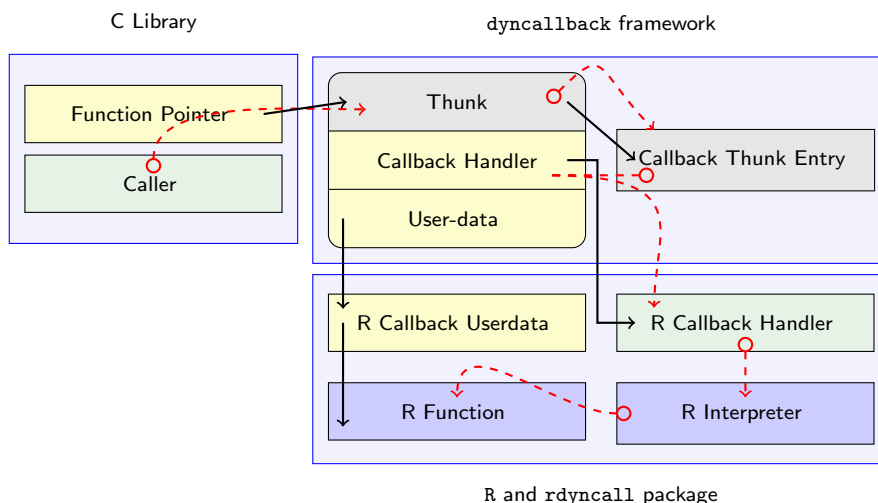 C Library
dyncallback framework
Function Pointer
Caller
Thunk
Callback Handler
User-data
Callback Thunk Entry
R Callback Userdata
R Callback Handler
R Function
R Interpreter
R and rdyncall package